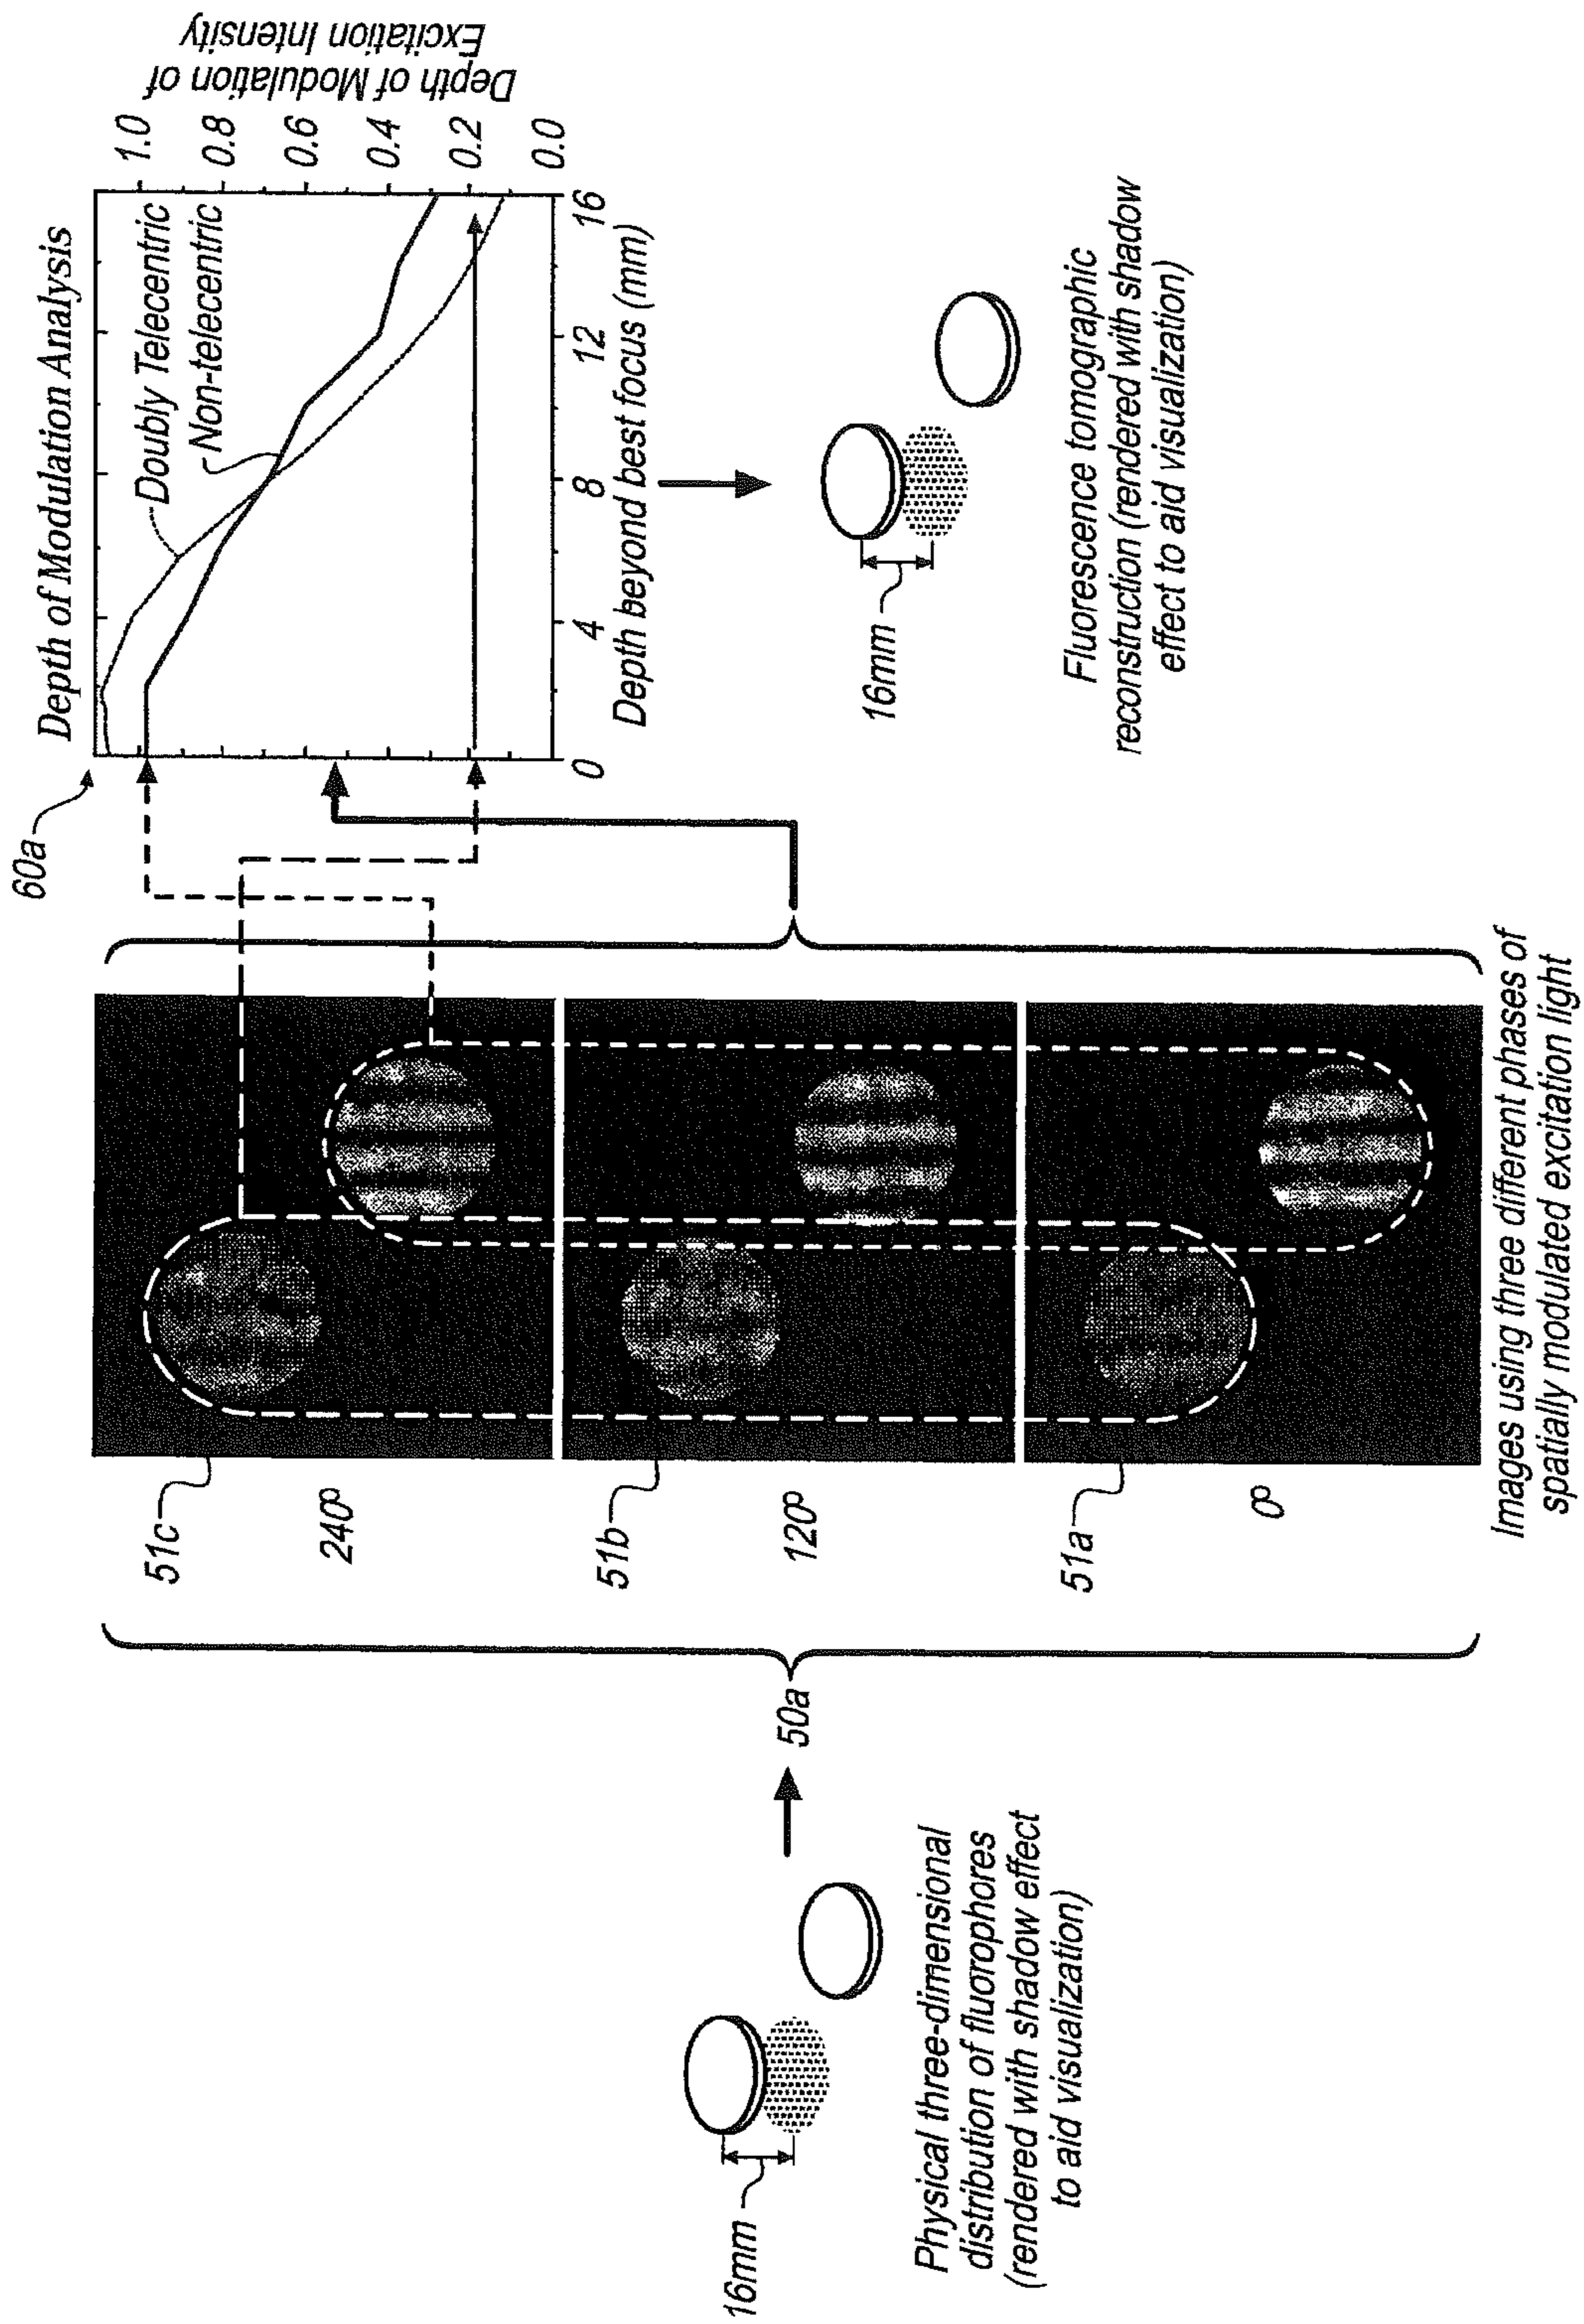 16mm
Physical three-dimensional
distribution of fluorophores
(rendered with shadow effect
to aid visualization)
50a
51c
240º
51b
120º
51a
0º
Images using three different phases of
spatially modulated excitation light
60a
Depth of Modulation Analysis
Doubly Telecentric
Non-telecentric
1.0
0.8
0.6
0.4
0.2
0.0
Depth of Modulation of
Excitation Intensity
0
4
8
12
16
Depth beyond best focus (mm)
16mm
Fluorescence tomographic
reconstruction (rendered with shadow
effect to aid visualization)